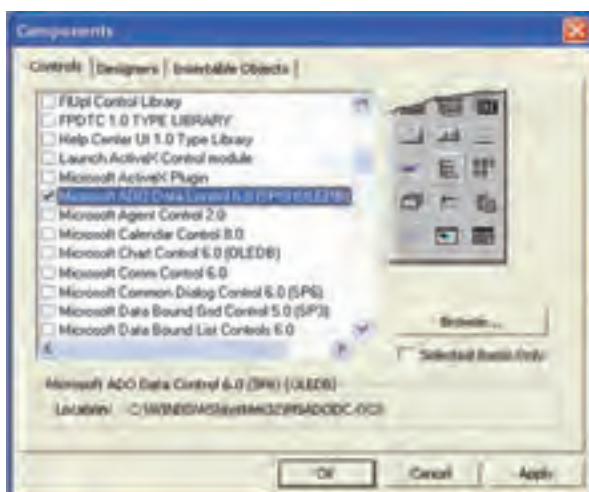 Components
Controls | Designers | Insertable Objects |
FlUpl Control Library
FPDTC 1.0 TYPE LIBRARY
Help Center UI 1.0 Type Library
Launch ActiveX Control module
Microsoft ActiveX Plugin
Microsoft ADO Data Control 6.0 (SP6) (OLEDB)
Microsoft Agent Control 2.0
Microsoft Calendar Control 8.0
Microsoft Chart Control 6.0 (OLEDB)
Microsoft Comm Control 6.0
Microsoft Common Dialog Control 6.0 (SP6)
Microsoft Data Bound Grid Control 5.0 (SP3)
Microsoft Data Bound List Controls 6.0
Browse...
Selected Items Only
Microsoft ADO Data Control 6.0 (SP6) (OLEDB)
Location: C:\WINDOWS\system32\MSADODC.OCX
OK
Cancel
Apply